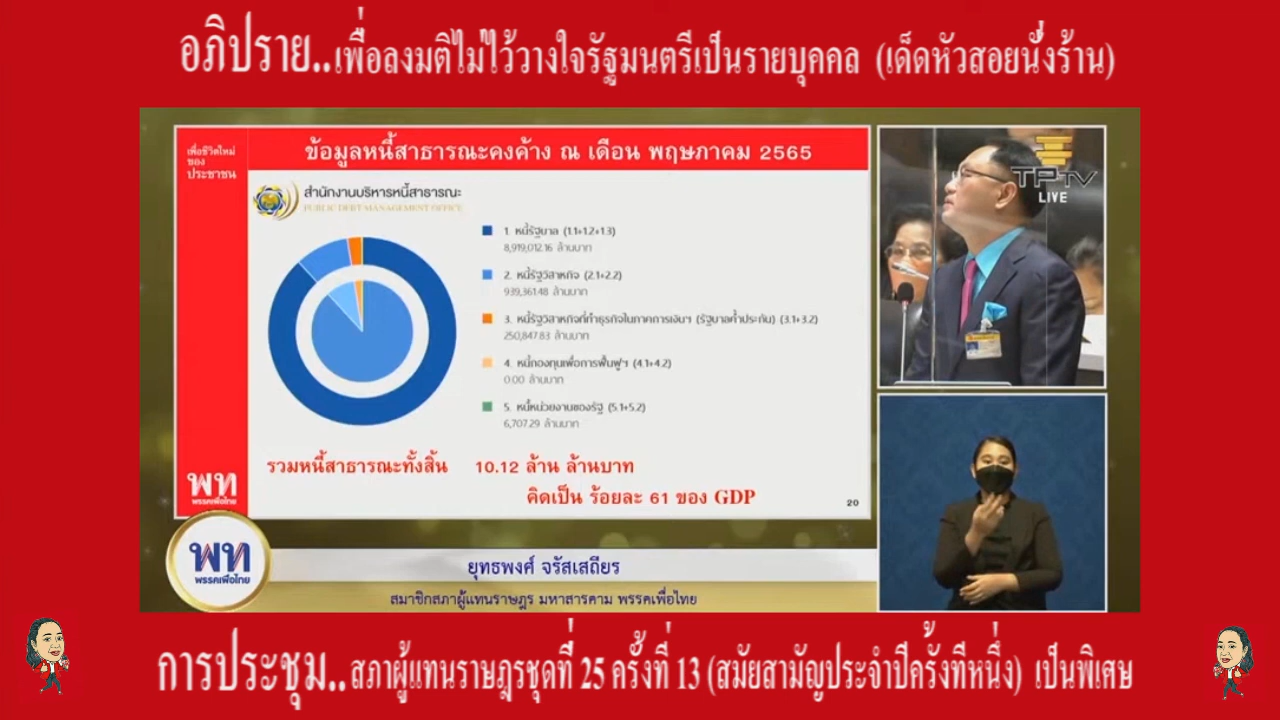 อภิปราย..เพื่อลงมติไม่ไว้วางใจรัฐมนตรีเป็นรายบุคคล (เด็ดหัวสอยนั่งร้าน)
เพื่อชีวิตใหม่
ของ
ประชาชน
ข้อมูลหนี้สาธารณะคงค้าง ณ เดือน พฤษภาคม 2565
สำนักงานบริหารหนี้สาธารณะ
PUBLIC DEBT MANAGEMENT OFFICE
1. หนี้รัฐบาล (1.1+1.2+1.3)
8,919,012.16 ล้านบาท
2. หนี้รัฐวิสาหกิจ (2.1+2.2)
939,361.48 ล้านบาท
3. หนี้รัฐวิสาหกิจที่ทำธุรกิจในภาคการเงินฯ (รัฐบาลค้ำประกัน) (3.1+3.2)
250,847.83 ล้านบาท
4. หนี้กองทุนเพื่อการฟื้นฟูฯ (4.1+4.2)
0.00 ล้านบาท
5. หนี้หน่วยงานของรัฐ (5.1+5.2)
6,707.29 ล้านบาท
รวมหนี้สาธารณะทั้งสิ้น 10.12 ล้าน ล้านบาท
คิดเป็น ร้อยละ 61 ของ GDP
20
พท
พรรคเพื่อไทย
TPTV
LIVE
พท
พรรคเพื่อไทย
ยุทธพงศ์ จรัสเสถียร
สมาชิกสภาผู้แทนราษฎร มหาสารคาม พรรคเพื่อไทย
การประชุม..สภาผู้แทนราษฎรชุดที่ 25 ครั้งที่ 13 (สมัยสามัญประจำปีครั้งที่หนึ่ง) เป็นพิเศษ